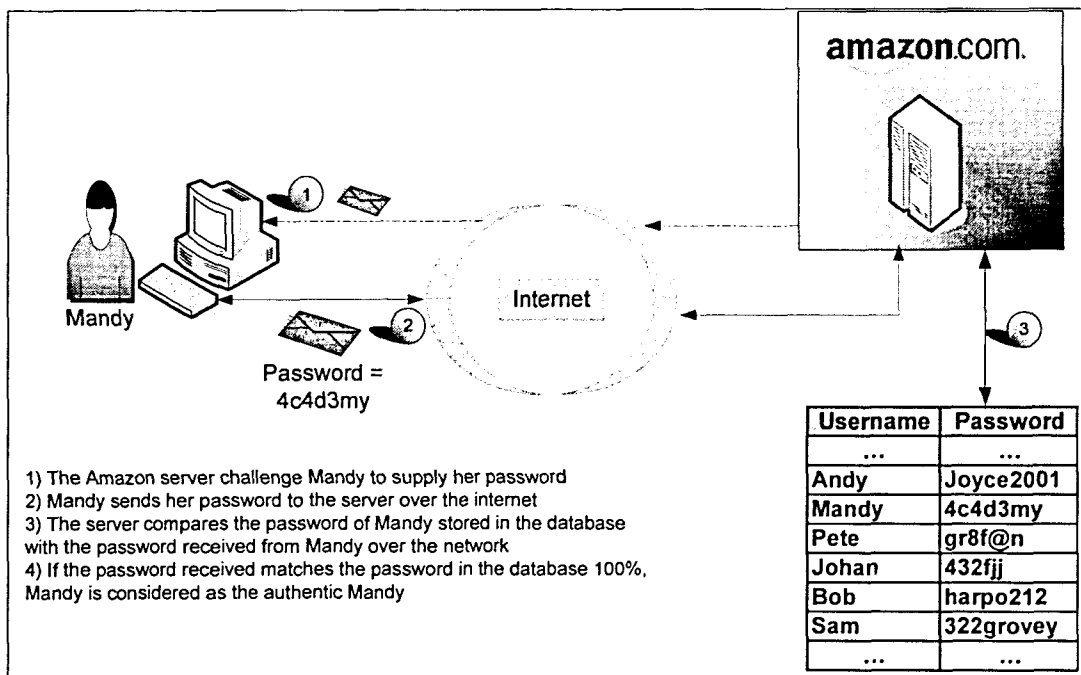 amazon.com.
1
Mandy
Internet
2
Password =
4c4d3my
3
Username Password
... ...
Andy Joyce2001
Mandy 4c4d3my
Pete gr8f@n
Johan 432fjj
Bob harpo212
Sam 322grovey
... ...
1) The Amazon server challenge Mandy to supply her password
2) Mandy sends her password to the server over the internet
3) The server compares the password of Mandy stored in the database
with the password received from Mandy over the network
4) If the password received matches the password in the database 100%,
Mandy is considered as the authentic Mandy